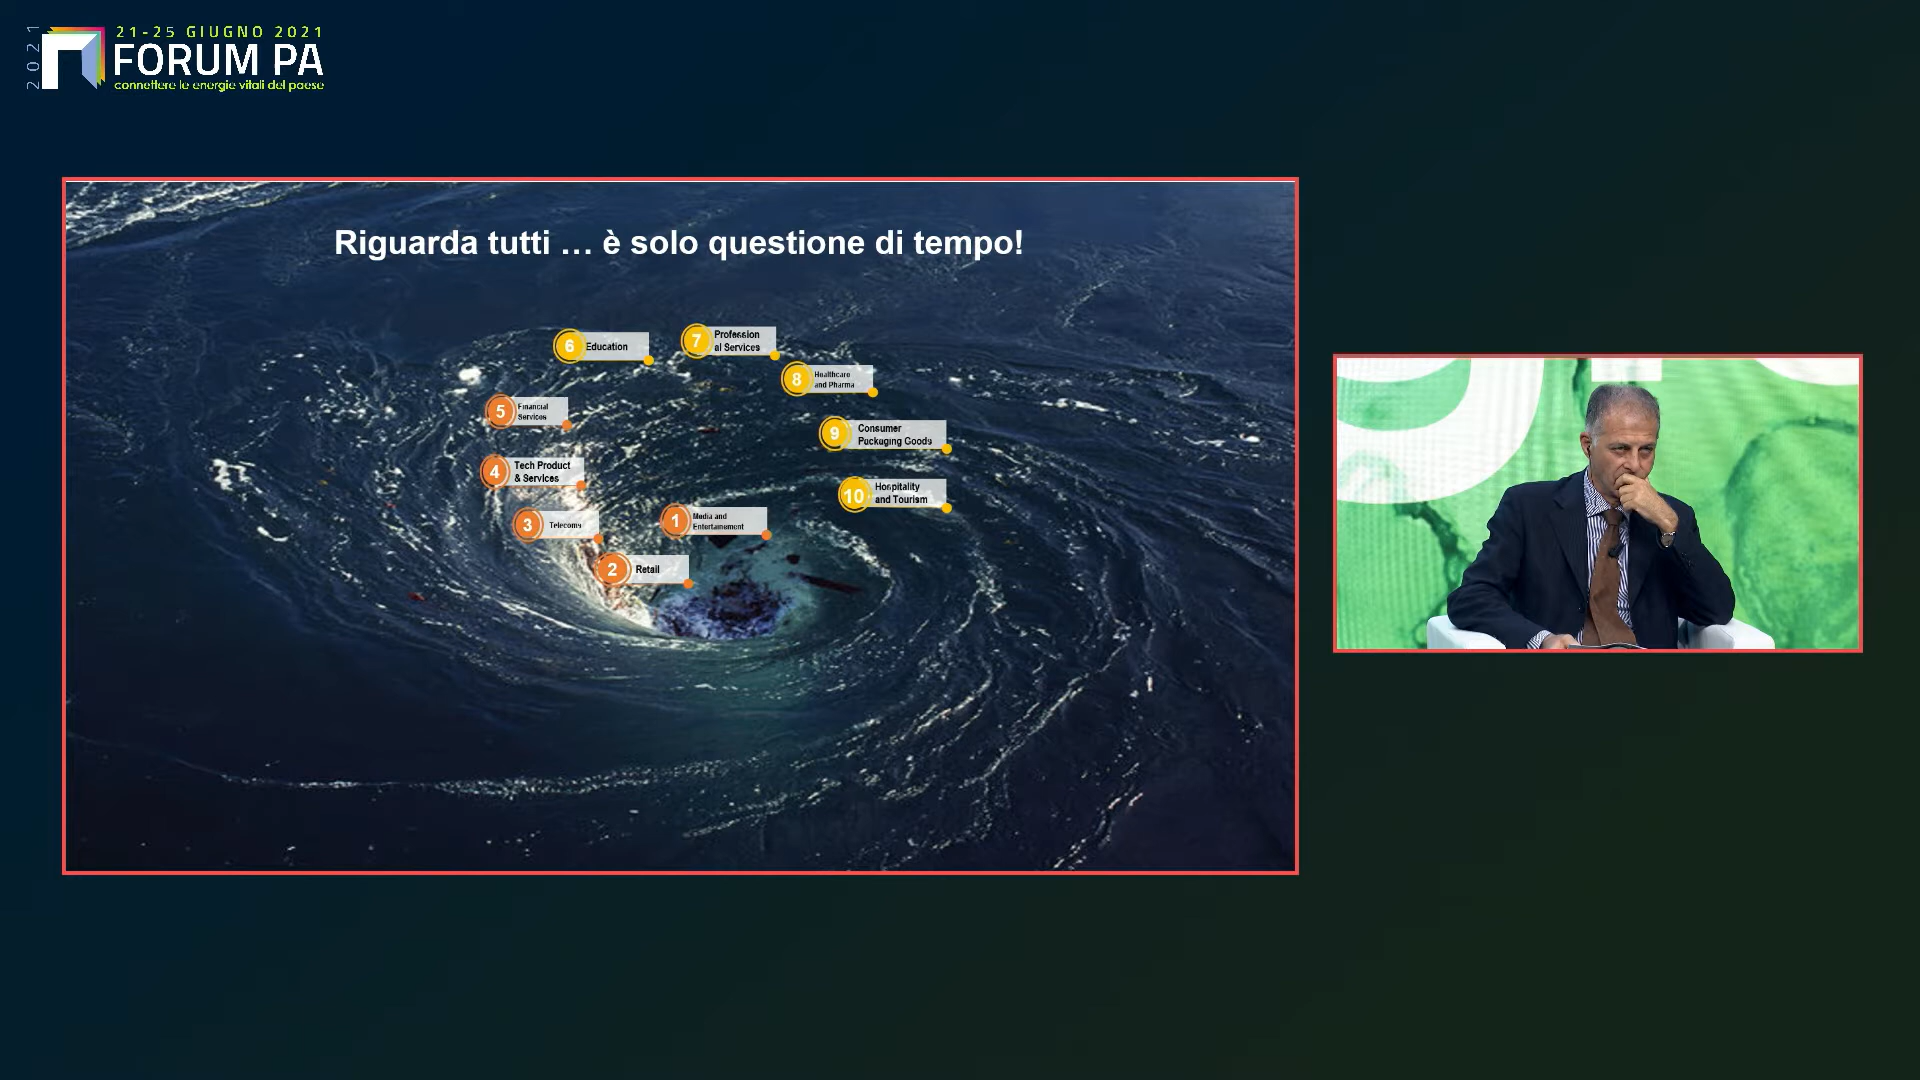 2021
21-25 GIUGNO 2021
FORUM PA
connettere le energie vitali del paese
Riguarda tutti … è solo questione di tempo!
6
Education
7
Profession
al Services
8
Healthcare
and Pharma
5
Financial
Services
9
Consumer
Packaging Goods
4
Tech Product
& Services
10
Hospitality
and Tourism
3
Telecoms
1
Media and
Entertainement
2
Retail